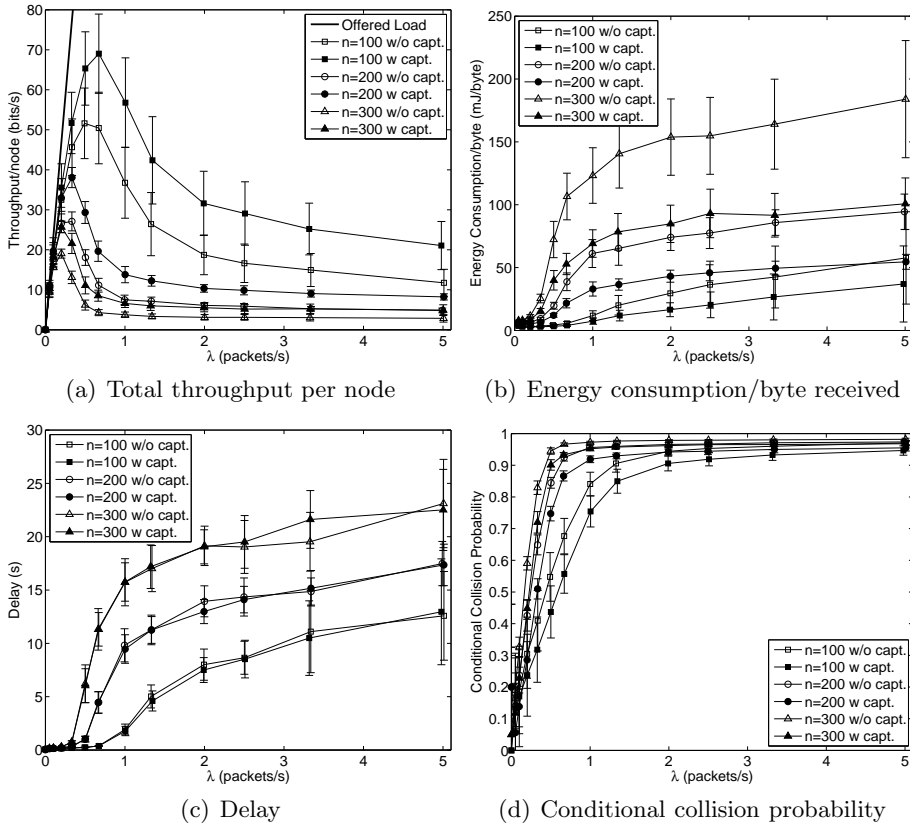 80
70
60
50
40
30
20
10
0
0 1 2 3 4 5
Throughput/node (bits/s)
λ (packets/s)
Offered Load
n=100 w/o capt.
n=100 w capt.
n=200 w/o capt.
n=200 w capt.
n=300 w/o capt.
n=300 w capt.
(a) Total throughput per node
250
200
150
100
50
0
0 1 2 3 4 5
Energy Consumption/byte (mJ/byte)
λ (packets/s)
n=100 w/o capt.
n=100 w capt.
n=200 w/o capt.
n=200 w capt.
n=300 w/o capt.
n=300 w capt.
(b) Energy consumption/byte received
30
25
20
15
10
5
0
0 1 2 3 4 5
Delay (s)
λ (packets/s)
n=100 w/o capt.
n=100 w capt.
n=200 w/o capt.
n=200 w capt.
n=300 w/o capt.
n=300 w capt.
(c) Delay
1
0.9
0.8
0.7
0.6
0.5
0.4
0.3
0.2
0.1
0
0 1 2 3 4 5
Conditional Collision Probability
λ (packets/s)
n=100 w/o capt.
n=100 w capt.
n=200 w/o capt.
n=200 w capt.
n=300 w/o capt.
n=300 w capt.
(d) Conditional collision probability